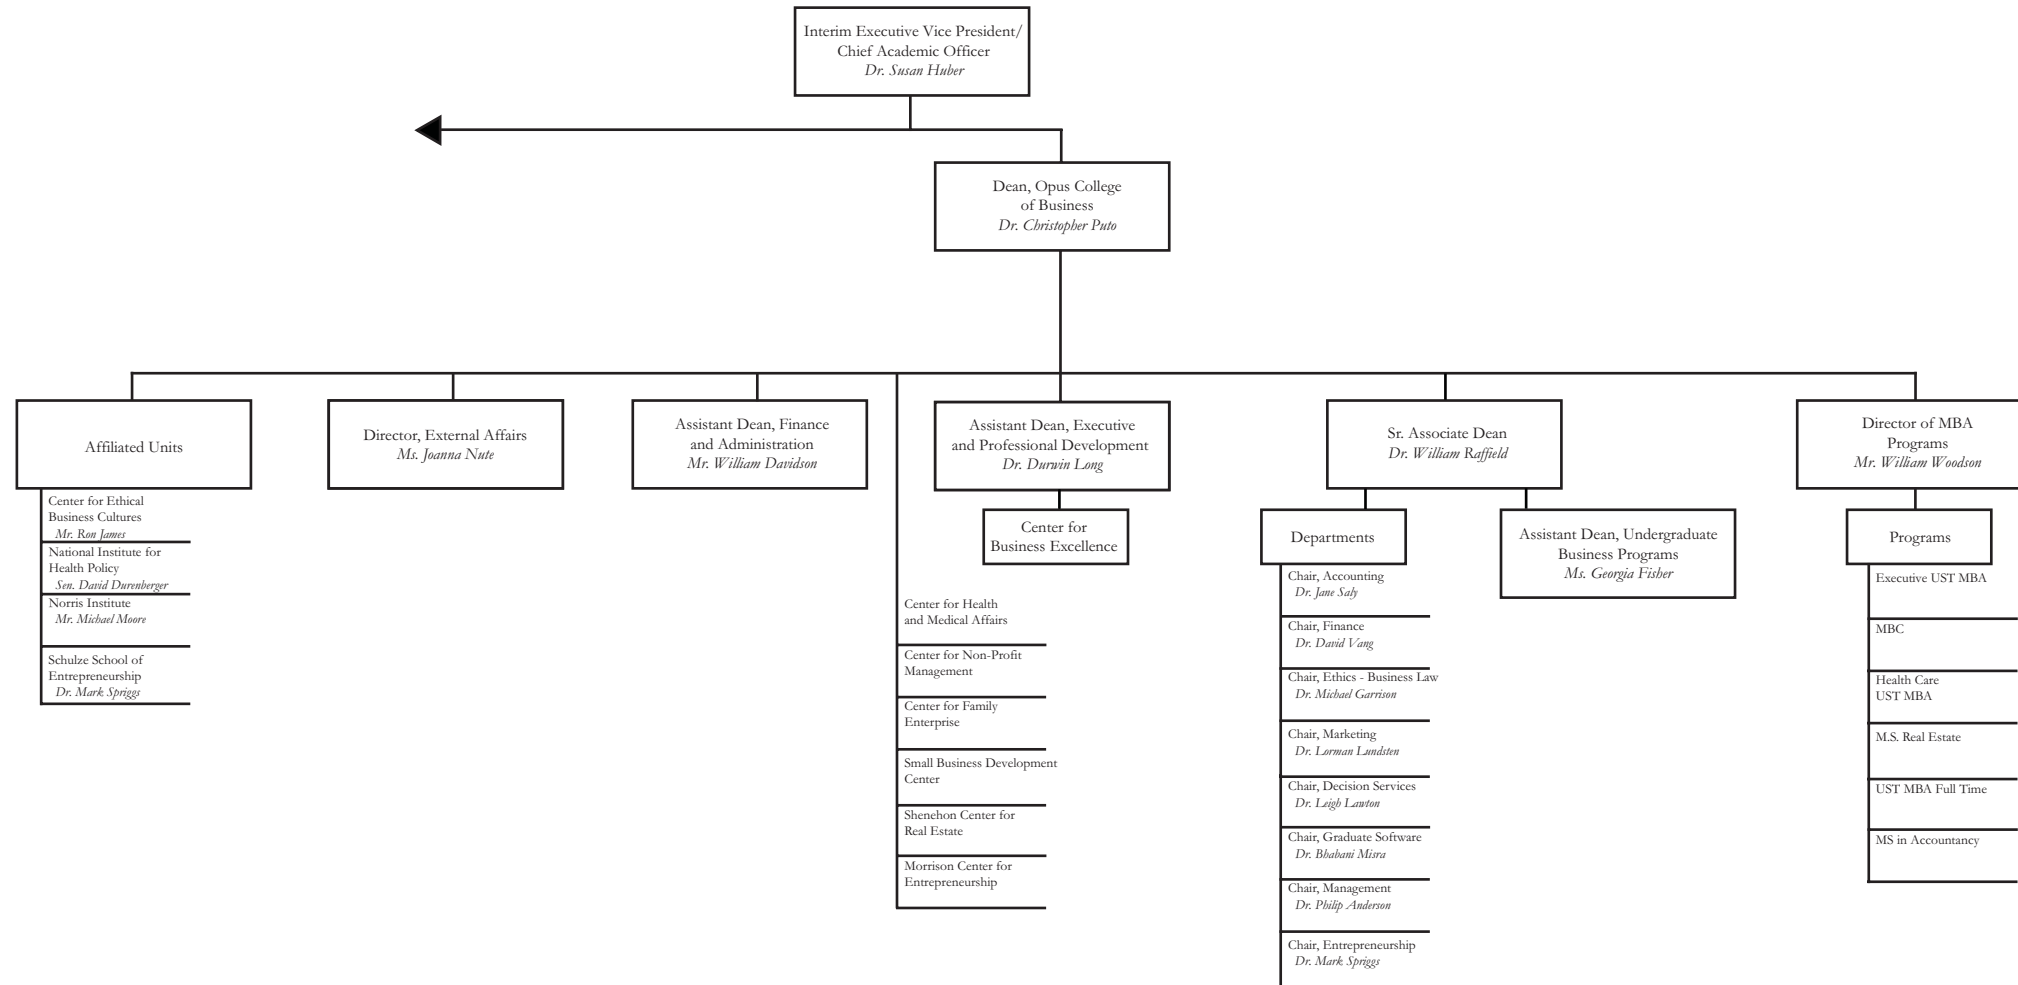 Interim Executive Vice President/
Chief Academic Officer
Dr. Susan Huber
Dean, Opus College
of Business
Dr. Christopher Puto
Affiliated Units
Center for Ethical
Business Cultures
Mr. Ron James
National Institute for
Health Policy
Sen. David Durenberger
Norris Institute
Mr. Michael Moore
Schulze School of
Entrepreneurship
Dr. Mark Spriggs
Director, External Affairs
Ms. Joanna Nute
Assistant Dean, Finance
and Administration
Mr. William Davidson
Center for Health
and Medical Affairs
Center for Non-Profit
Management
Center for Family
Enterprise
Small Business Development
Center
Shenehon Center for
Real Estate
Morrison Center for
Entrepreneurship
Assistant Dean, Executive
and Professional Development
Dr. Durwin Long
Center for
Business Excellence
Sr. Associate Dean
Dr. William Raffield
Departments
Chair, Accounting
Dr. Jane Saly
Chair, Finance
Dr. David Vang
Chair, Ethics - Business Law
Dr. Michael Garrison
Chair, Marketing
Dr. Lorman Lundsten
Chair, Decision Services
Dr. Leigh Lawton
Chair, Graduate Software
Dr. Bhabani Misra
Chair, Management
Dr. Philip Anderson
Chair, Entrepreneurship
Dr. Mark Spriggs
Assistant Dean, Undergraduate
Business Programs
Ms. Georgia Fisher
Director of MBA
Programs
Mr. William Woodson
Programs
Executive UST MBA
MBC
Health Care
UST MBA
M.S. Real Estate
UST MBA Full Time
MS in Accountancy